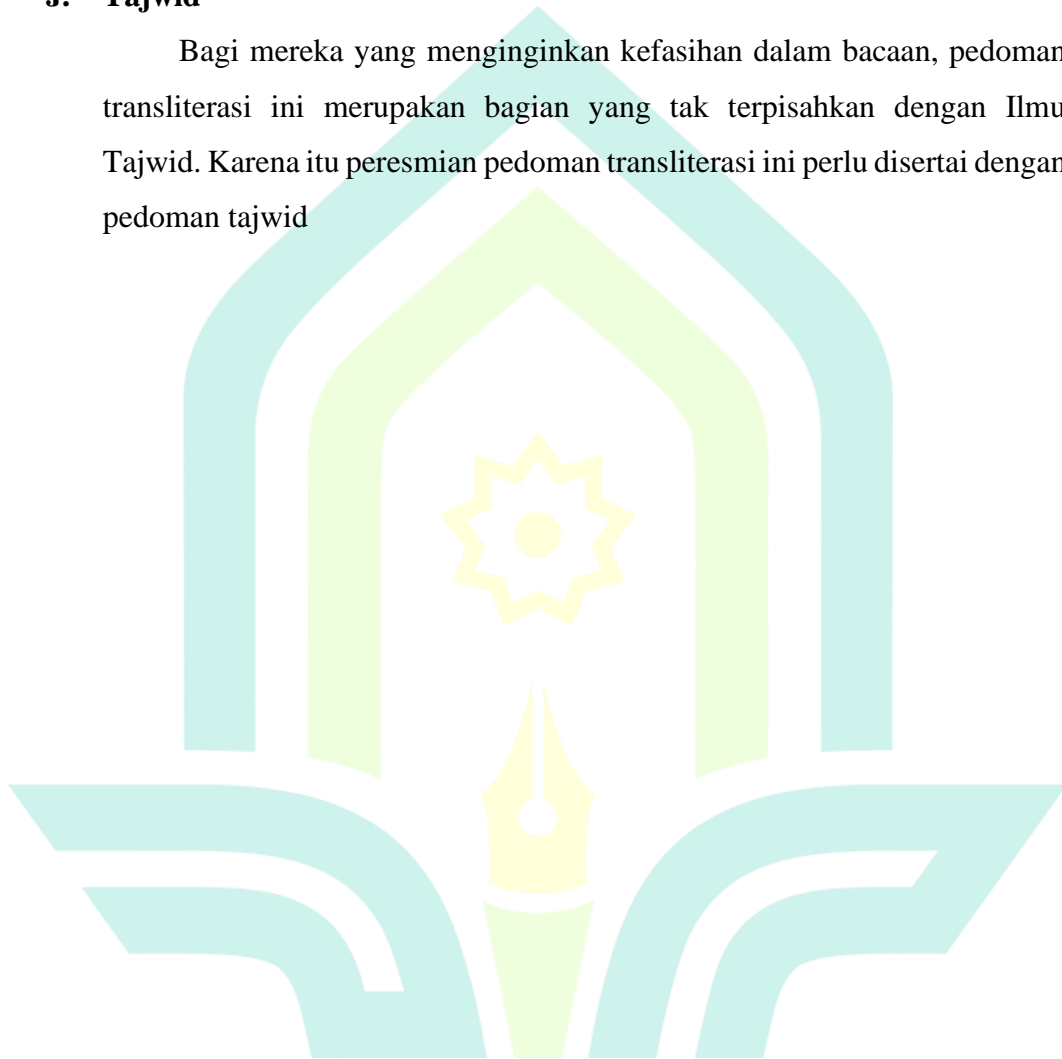 Tajwid
Bagi mereka yang menginginkan kefasihan dalam bacaan, pedoman
transliterasi ini merupakan bagian yang tak terpisahkan dengan Ilmu
Tajwid. Karena itu peresmian pedoman transliterasi ini perlu disertai dengan
pedoman tajwid